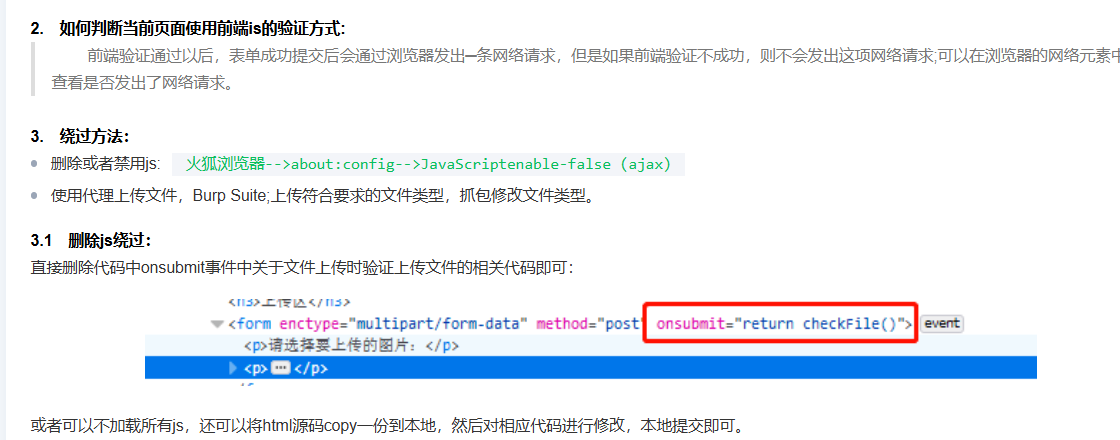 2. 如何判断当前页面使用前端is的验证方式:
前端验证通过以后，表单成功提交后会通过浏览器发出一条网络请求，但是如果前端验证不成功，则不会发出这项网络请求;可以在浏览器的网络元素中
查看是否发出了网络请求。
3. 绕过方法：
删除或者禁用js: 火狐浏览器-->about:config-->JavaScriptenable-false (ajax)
使用代理上传文件，Burp Suite;上传符合要求的文件类型，抓包修改文件类型。
3.1 删除js绕过：
直接删除代码中onsubmit事件中关于文件上传时验证上传文件的相关代码即可：
<h3>上传区</h3>
<form enctype="multipart/form-data" method="post" onsubmit="return checkFile()"> event
<p>请选择要上传的图片：</p>
<p>…</p>
或者可以不加载所有js，还可以将html源码copy一份到本地，然后对相应代码进行修改，本地提交即可。